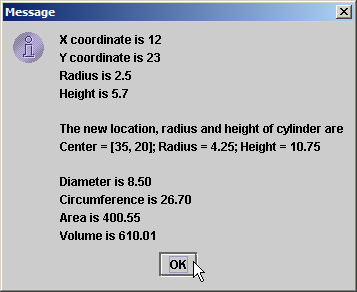 Message
X coordinate is 12
Y coordinate is 23
Radius is 2.5
Height is 5.7
The new location, radius and height of cylinder are
Center = [35, 20]; Radius = 4.25; Height = 10.75
Diameter is 8.50
Circumference is 26.70
Area is 400.55
Volume is 610.01
OK